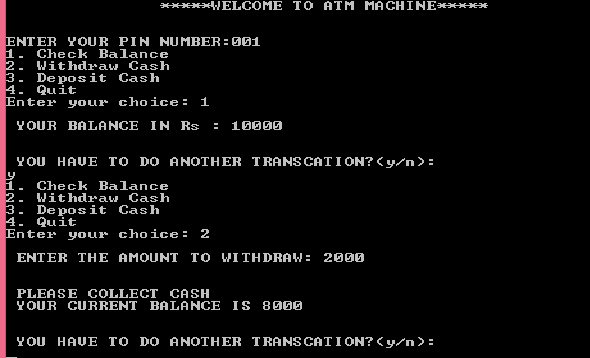 *****WELCOME TO ATM MACHINE*****
ENTER YOUR PIN NUMBER:001
1. Check Balance
2. Withdraw Cash
3. Deposit Cash
4. Quit
Enter your choice: 1
YOUR BALANCE IN Rs : 10000
YOU HAVE TO DO ANOTHER TRANSCATION?(y/n):
y
1. Check Balance
2. Withdraw Cash
3. Deposit Cash
4. Quit
Enter your choice: 2
ENTER THE AMOUNT TO WITHDRAW: 2000
PLEASE COLLECT CASH
YOUR CURRENT BALANCE IS 8000
YOU HAVE TO DO ANOTHER TRANSCATION?(y/n):